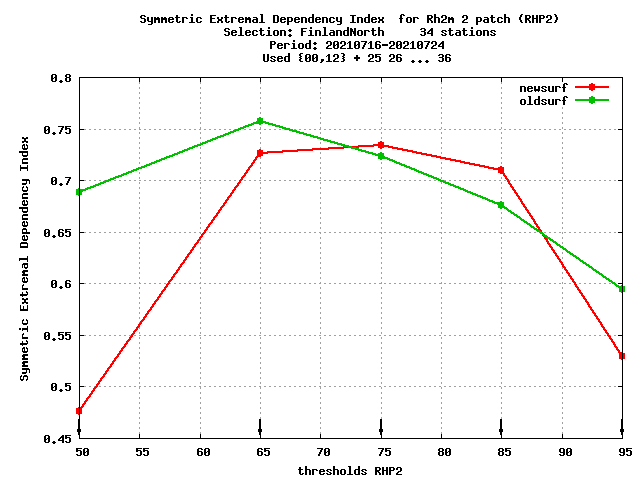 Symmetric Extremal Dependency Index  for Rh2m 2 patch (RHP2)
Selection: FinlandNorth     34 stations
Period: 20210716-20210724
Used {00,12} + 25 26 ... 36
newsurf
oldsurf
Symmetric Extremal Dependency Index
0.8
0.75
0.7
0.65
0.6
0.55
0.5
0.45
50 55 60 65 70 75 80 85 90 95
thresholds RHP2